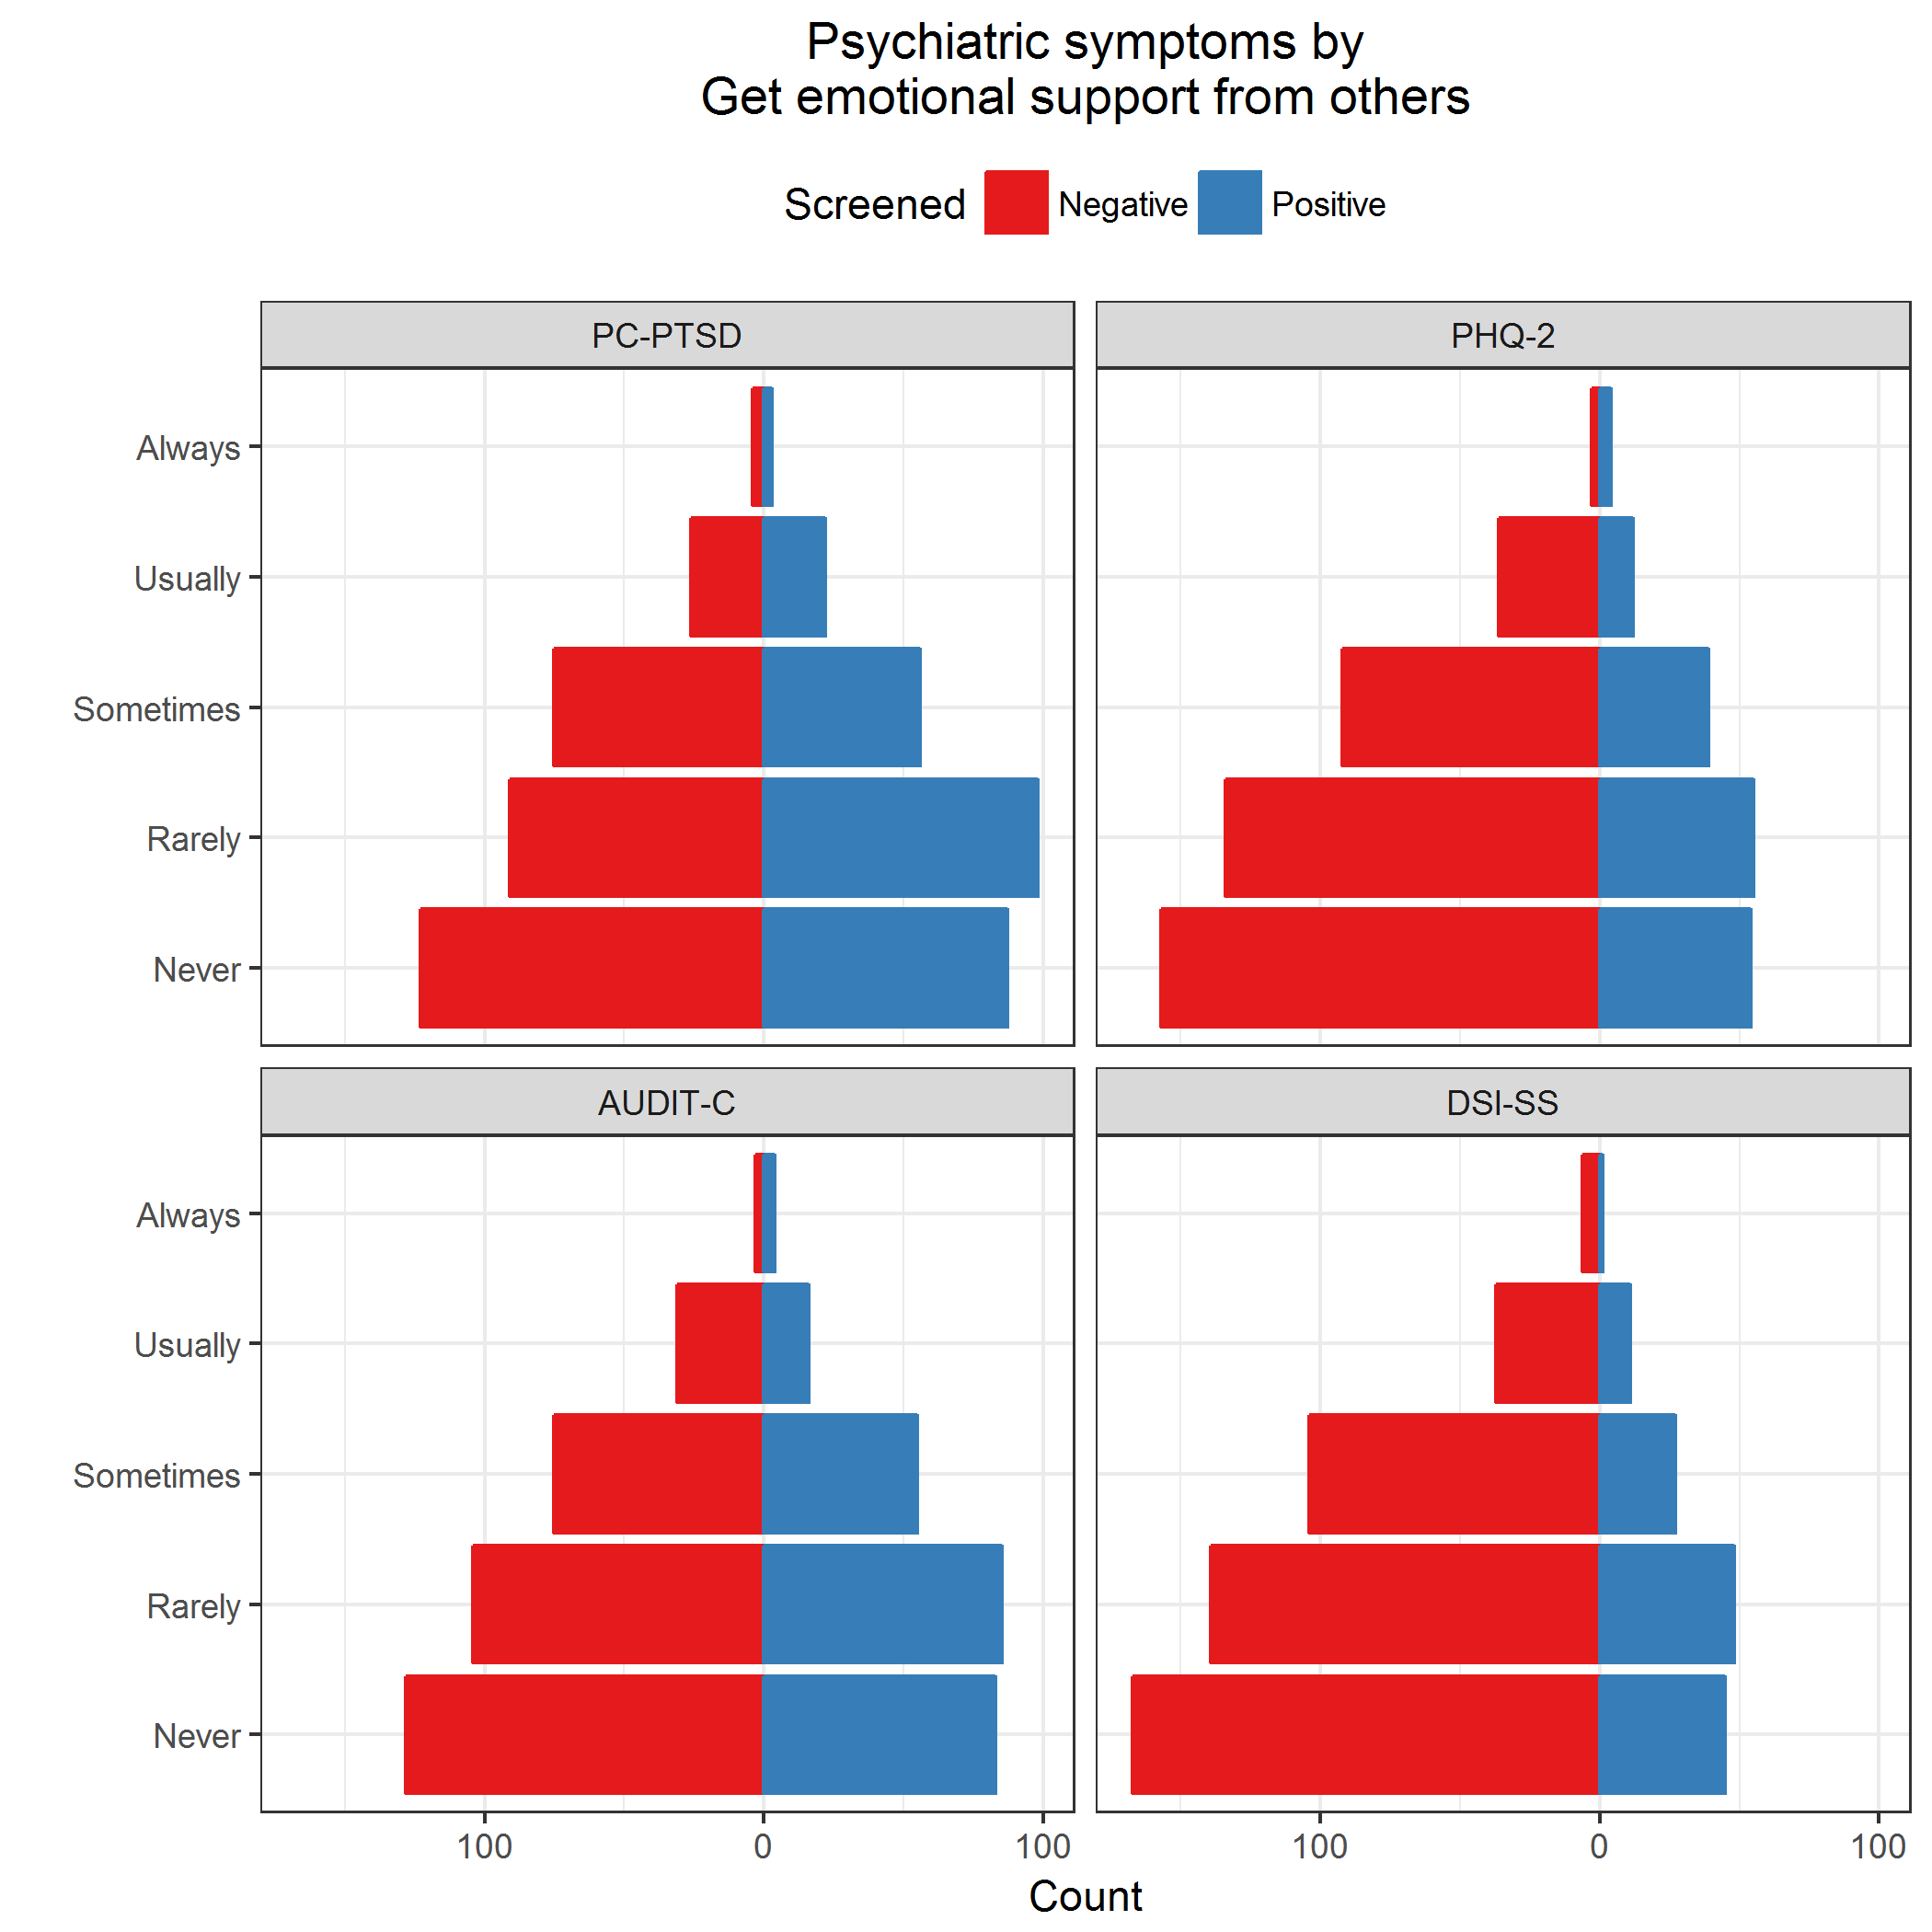 Psychiatric symptoms by
Get emotional support from others
Screened Negative Positive
PC-PTSD PHQ-2
Always
Usually
Sometimes
Rarely
Never
AUDIT-C DSI-SS
Always
Usually
Sometimes
Rarely
Never
100 0 100 100 0 100
Count